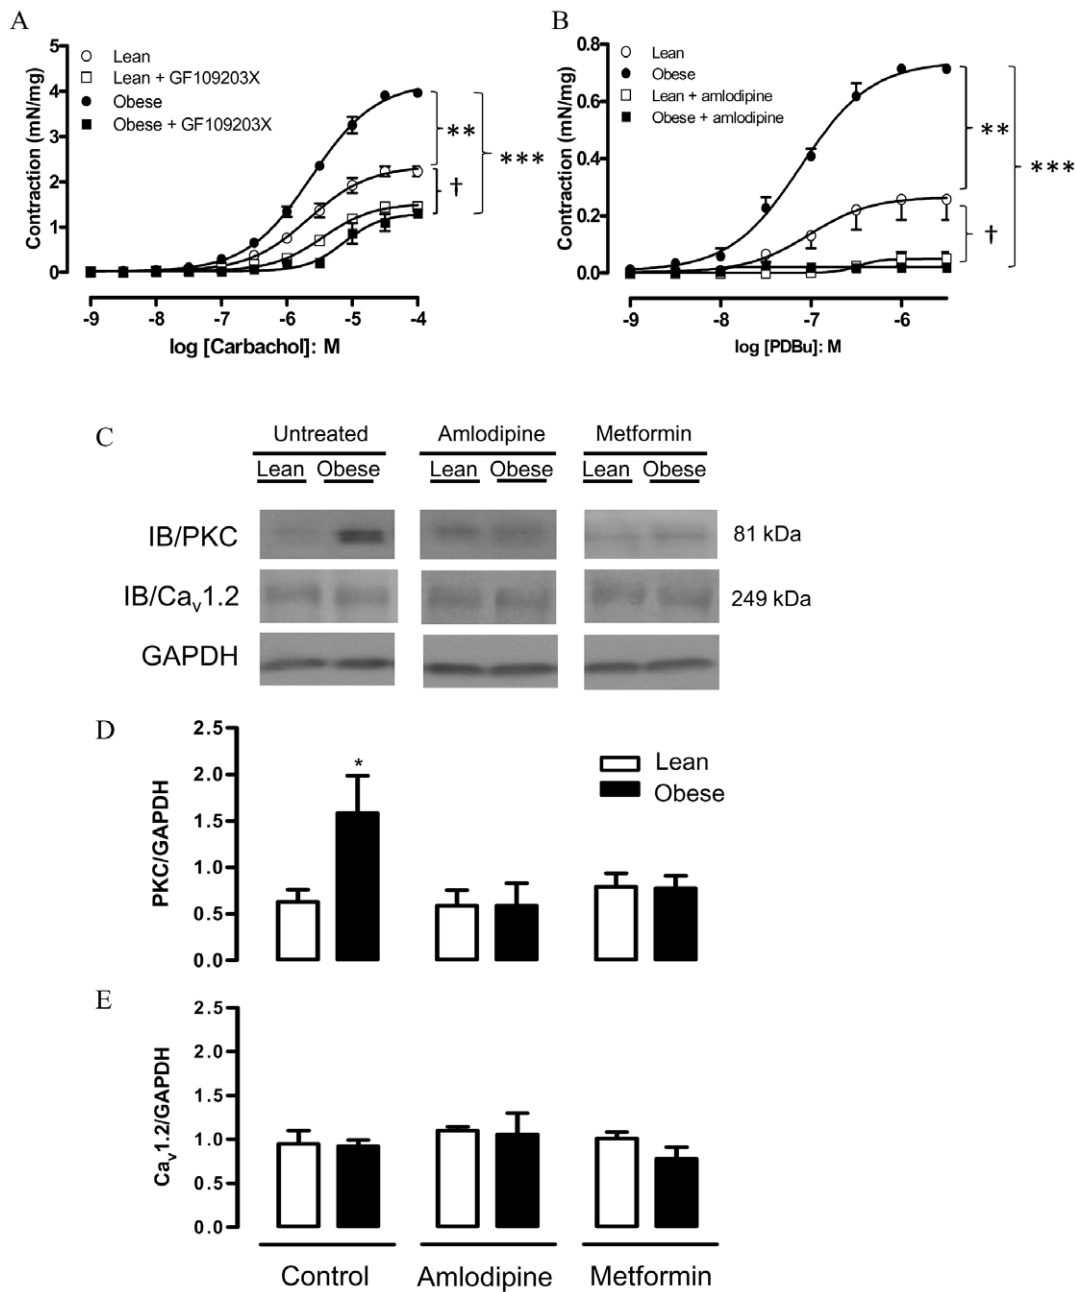 A
5
4
3
2
1
0
Contraction (mN/mg)
Lean
Lean + GF109203X
Obese
Obese + GF109203X
**
***
†
-9
-8
-7
-6
-5
-4
log [Carbachol]: M
B
0.8
0.6
0.4
0.2
0.0
Contraction (mN/mg)
Lean
Obese
Lean + amlodipine
Obese + amlodipine
**
***
†
-9
-8
-7
-6
log [PDBu]: M
C
Untreated
Amlodipine
Metformin
Lean Obese
Lean Obese
Lean Obese
IB/PKC
81 kDa
IB/Cav1.2
249 kDa
GAPDH
D
2.5
2.0
1.5
1.0
0.5
0.0
PKC/GAPDH
*
Lean
Obese
E
2.5
2.0
1.5
1.0
0.5
0.0
Cav1.2/GAPDH
Control
Amlodipine
Metformin